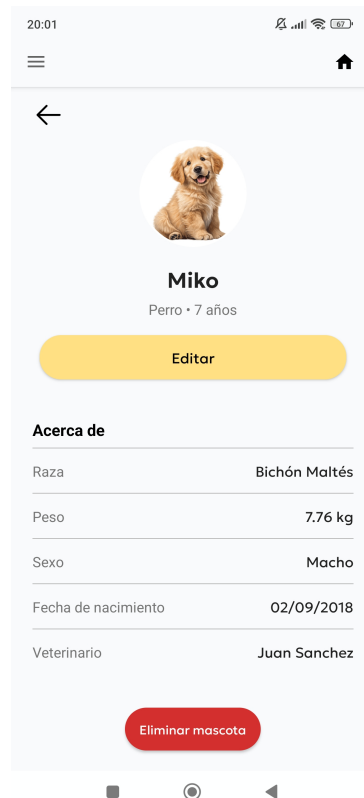 20:01
67
Miko
Perro • 7 años
Editar
Acerca de
Raza Bichón Maltés
Peso 7.76 kg
Sexo Macho
Fecha de nacimiento 02/09/2018
Veterinario Juan Sanchez
Eliminar mascota